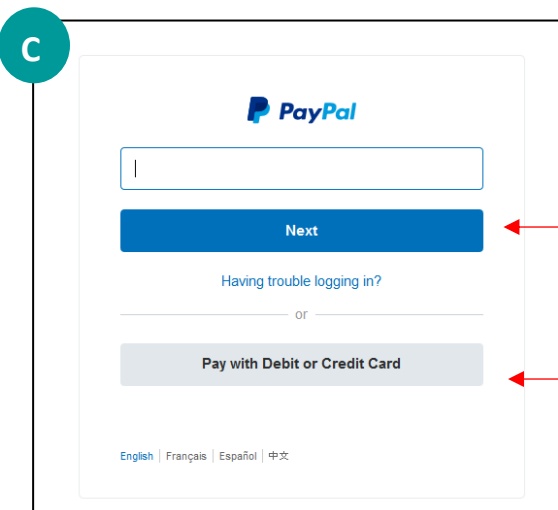 C
PayPal
Next
Having trouble logging in?
or
Pay with Debit or Credit Card
English | Français | Español | 中文